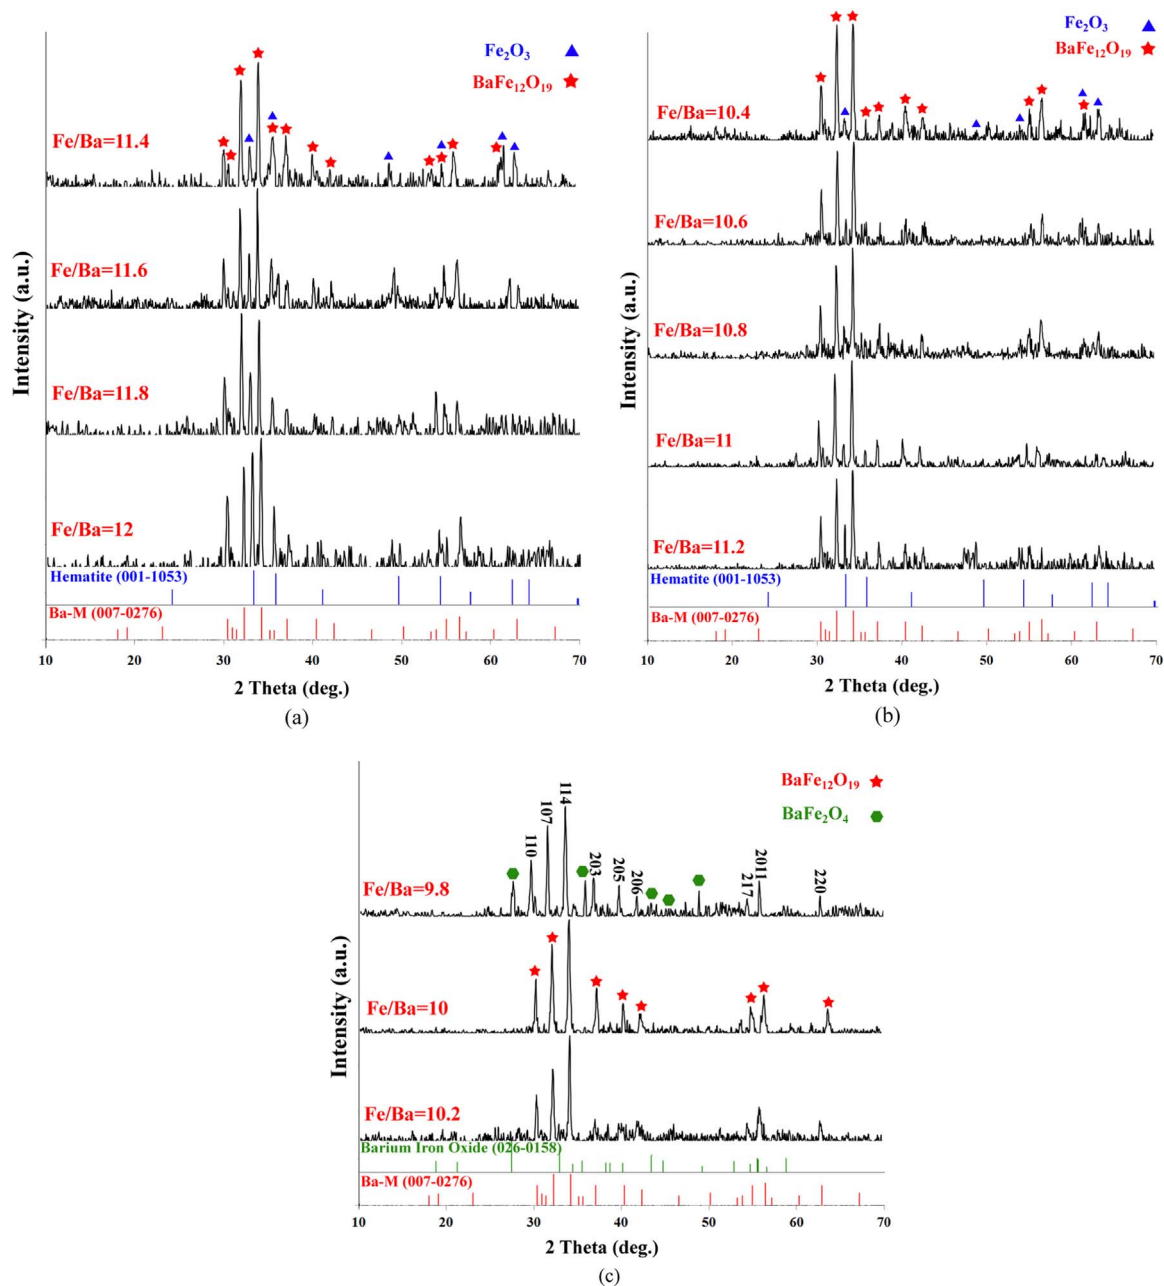 Fe₂O₃
BaFe₁₂O₁₉
Fe/Ba=11.4
Fe/Ba=11.6
Fe/Ba=11.8
Fe/Ba=12
Hematite (001-1053)
Ba-M (007-0276)
Intensity (a.u.)
10 20 30 40 50 60 70
2 Theta (deg.)
(a)
Fe₂O₃
BaFe₁₂O₁₉
Fe/Ba=10.4
Fe/Ba=10.6
Fe/Ba=10.8
Fe/Ba=11
Fe/Ba=11.2
Hematite (001-1053)
Ba-M (007-0276)
Intensity (a.u.)
10 20 30 40 50 60 70
2 Theta (deg.)
(b)
BaFe₁₂O₁₉
BaFe₂O₄
110 107 114 203 205 206 217 2011 220
Fe/Ba=9.8
Fe/Ba=10
Fe/Ba=10.2
Barium Iron Oxide (026-0158)
Ba-M (007-0276)
Intensity (a.u.)
10 20 30 40 50 60 70
2 Theta (deg.)
(c)